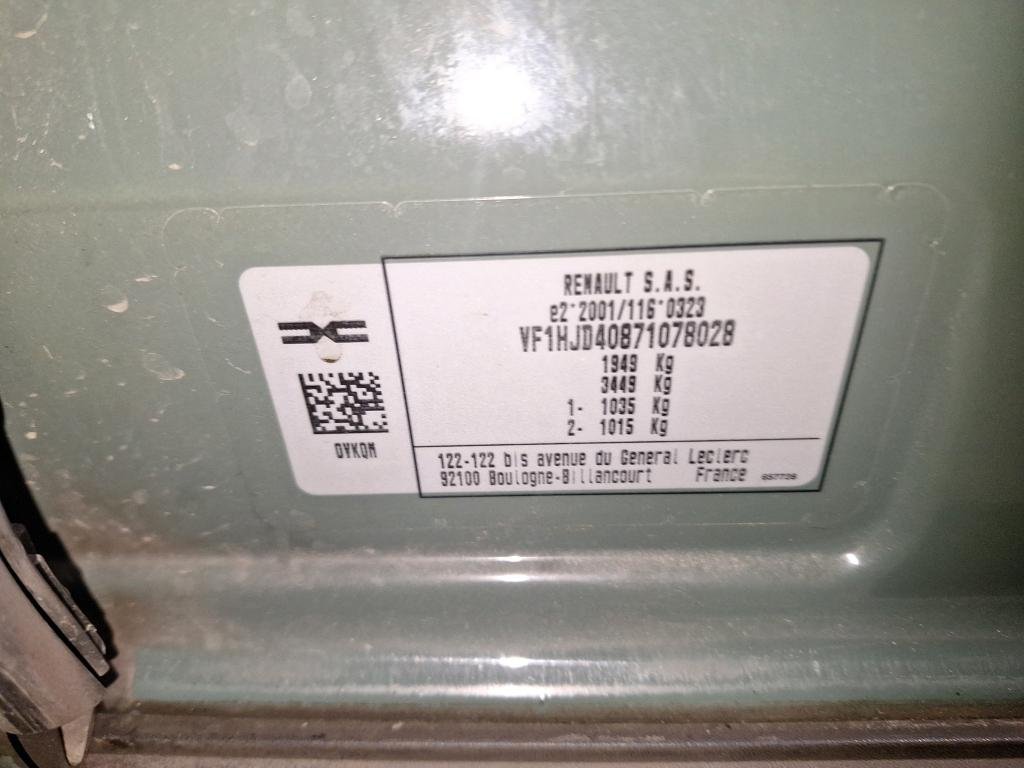 RENAULT S.A.S.
e2*2001/116*0323
VF1HJD40871078028
1949 Kg
3449 Kg
1- 1035 Kg
2- 1015 Kg
DVKQM
122-122 bis avenue du General Leclerc
92100 Boulogne-Billancourt France 657726